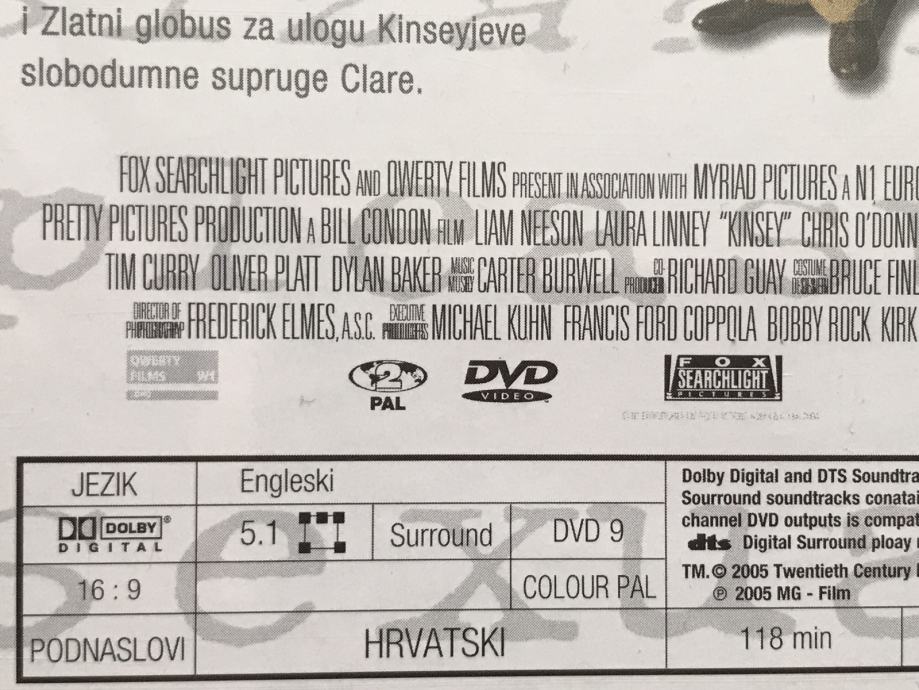 i Zlatni globus za ulogu Kinseyjeve
slobodumne supruge Clare.
FOX SEARCHLIGHT PICTURES AND QWERTY FILMS PRESENT IN ASSOCIATION WITH MYRIAD PICTURES A N1 EURO
PRETTY PICTURES PRODUCTION A BILL CONDON FILM LIAM NEESON LAURA LINNEY "KINSEY" CHRIS O'DONN
TIM CURRY OLIVER PLATT DYLAN BAKER MUSIC CARTER BURWELL CO- PRODUCER RICHARD GUAY COSTUME DESIGNER BRUCE FINL
DIRECTOR OF PHOTOGRAPHY FREDERICK ELMES, A.S.C. EXECUTIVE PRODUCERS MICHAEL KUHN FRANCIS FORD COPPOLA BOBBY ROCK KIRK
QWERTY
FILMS
2
PAL
DVD
VIDEO
FOX
SEARCHLIGHT
PICTURES
JEZIK
Engleski
DOLBY®
DIGITAL
5.1
Surround
DVD 9
16 : 9
COLOUR PAL
PODNASLOVI
HRVATSKI
Dolby Digital and DTS Soundtra
Sourround soundtracks conatai
channel DVD outputs is compat
dts Digital Surround ploay
TM.© 2005 Twentieth Century
℗ 2005 MG - Film
118 min